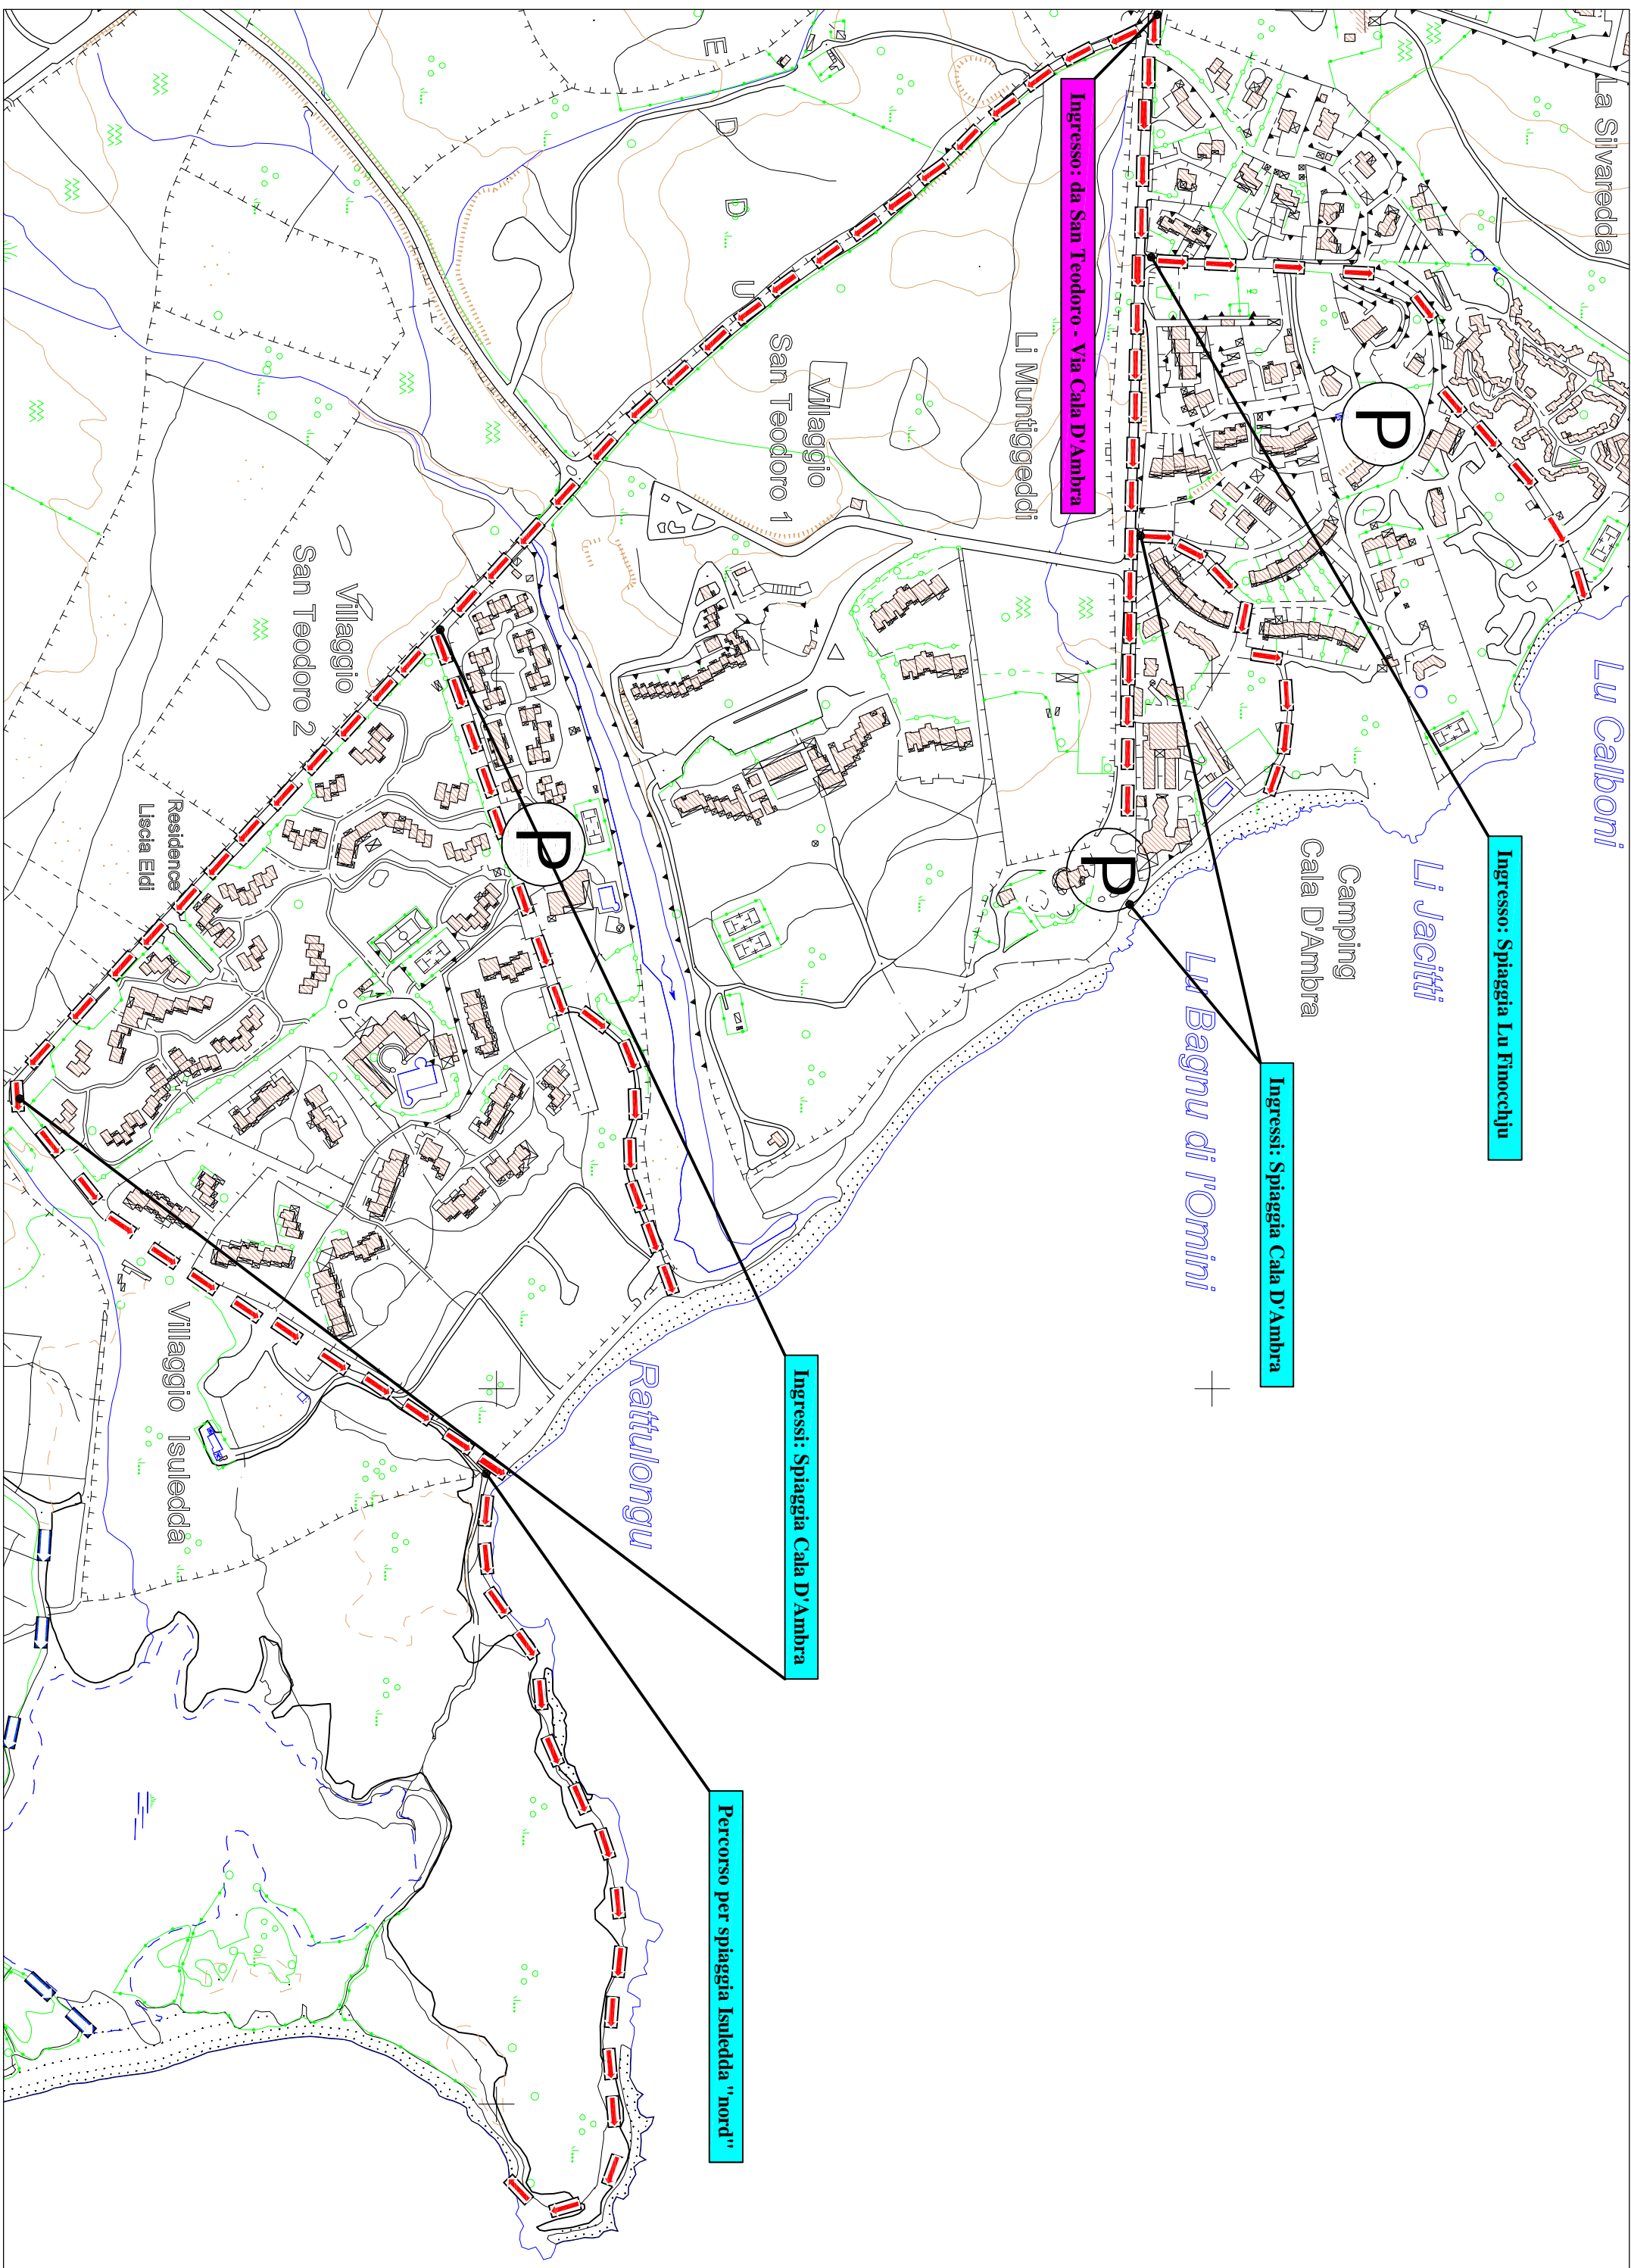 La Silvaredda
Lu Calboni
Ingresso: Spiaggia Lu Finocchju
Li Jacitti
P
Camping
Cala D'Ambra
Ingressi: Spiaggia Cala D'Ambra
Lu Bagnu di l'Omini
P
Ingresso: da San Teodoro - Via Cala D'Ambra
Li Muntiggeddi
Villaggio
San Teodoro 1
E D D U
Ingressi: Spiaggia Cala D'Ambra
Percorso per spiaggia Isuledda "nord"
Rattulongu
P
Villaggio
San Teodoro 2
Residence
Liscia Eldi
Villaggio Isuledda